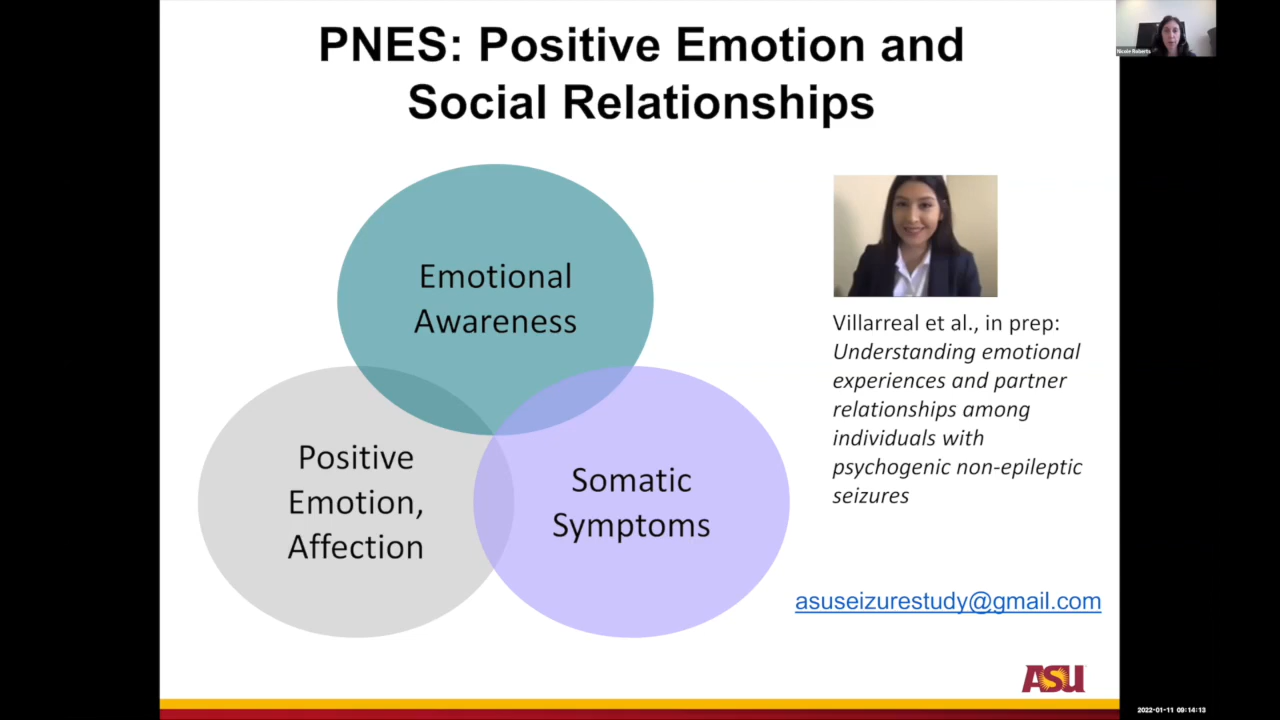 PNES: Positive Emotion and
Social Relationships
Nicole Roberts
Emotional
Awareness
Positive
Emotion,
Affection
Somatic
Symptoms
Villarreal et al., in prep:
Understanding emotional
experiences and partner
relationships among
individuals with
psychogenic non-epileptic
seizures
asuseizurestudy@gmail.com
ASU
2022-01-11 09:14:13